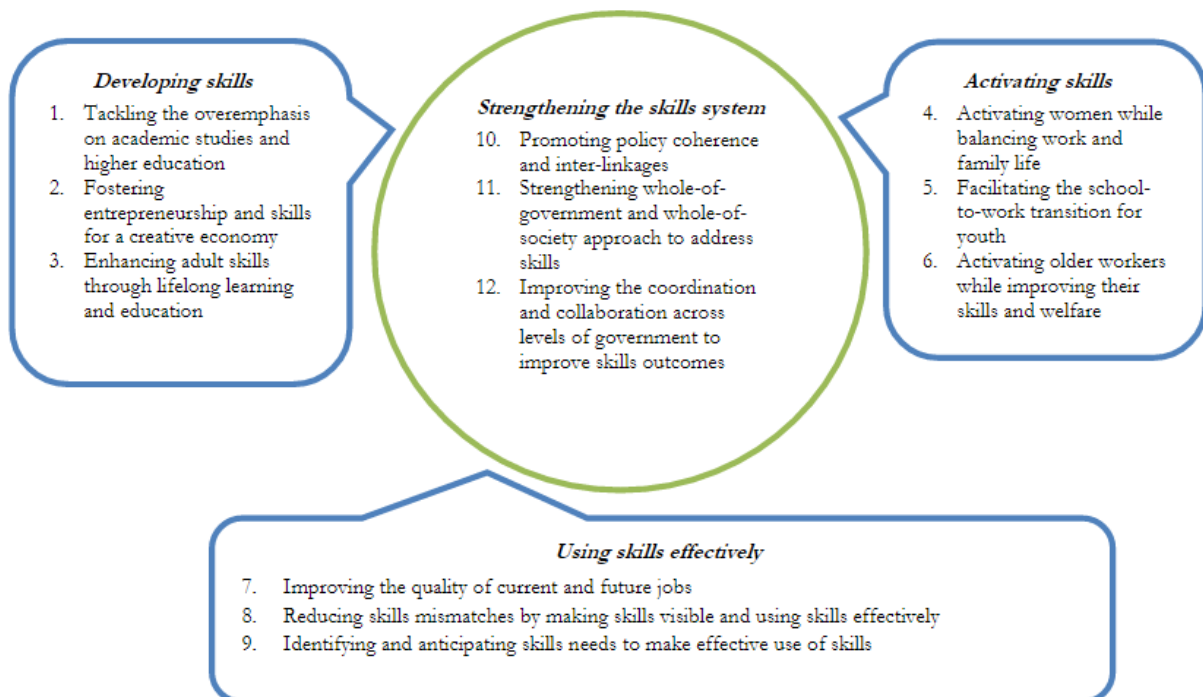 Developing skills
1. Tackling the overemphasis
on academic studies and
higher education
2. Fostering
entrepreneurship and skills
for a creative economy
3. Enhancing adult skills
through lifelong learning
and education
Strengthening the skills system
10. Promoting policy coherence
and inter-linkages
11. Strengthening whole-of-
government and whole-of-
society approach to address
skills
12. Improving the coordination
and collaboration across
levels of government to
improve skills outcomes
Activating skills
4. Activating women while
balancing work and
family life
5. Facilitating the school-
to-work transition for
youth
6. Activating older workers
while improving their
skills and welfare
Using skills effectively
7. Improving the quality of current and future jobs
8. Reducing skills mismatches by making skills visible and using skills effectively
9. Identifying and anticipating skills needs to make effective use of skills